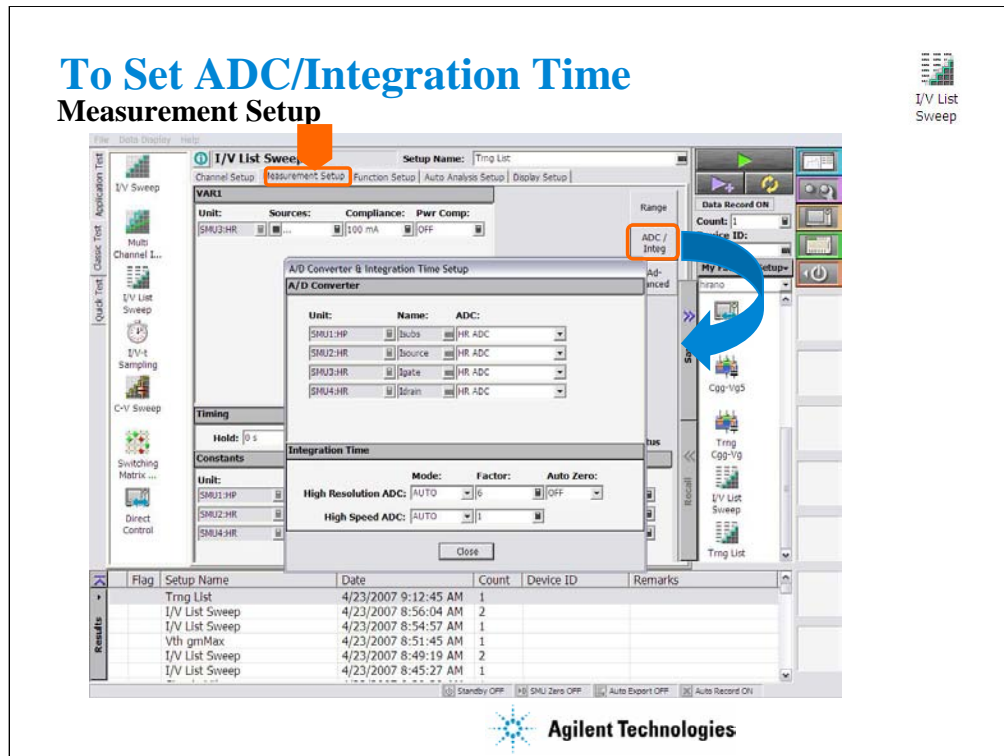 To Set ADC/Integration Time
Measurement Setup
I/V List
Sweep
File Data Display Help
I/V List Sweep
Setup Name: Trng List
Channel Setup Measurement Setup Function Setup Auto Analysis Setup Display Setup
Quick Test Classic Test Application Test
I/V Sweep
Multi
Channel I...
I/V List
Sweep
I/V-t
Sampling
C-V Sweep
Switching
Matrix ...
Direct
Control
VAR1
Unit: Sources: Compliance: Pwr Comp:
SMU3:HR ... 100 mA OFF
Range
ADC /
Integ
Ad-
anced
A/D Converter & Integration Time Setup
A/D Converter
Unit: Name: ADC:
SMU1:HP Isubs HR ADC
SMU2:HR Isource HR ADC
SMU3:HR Igate HR ADC
SMU4:HR Idrain HR ADC
Integration Time
Mode: Factor: Auto Zero:
High Resolution ADC: AUTO 6 OFF
High Speed ADC: AUTO 1
Close
Timing
Hold: 0 s
tus
Constants
Unit:
SMU1:HP
SMU2:HR
SMU4:HR
Data Record ON
Count: 1
Device ID:
My Fa etup
hirano
Sa
Recall
Cgg-Vg5
Trng
Cgg-Vg
I/V List
Sweep
Trng List
Results
Flag Setup Name Date Count Device ID Remarks
Trng List 4/23/2007 9:12:45 AM 1
I/V List Sweep 4/23/2007 8:56:04 AM 2
I/V List Sweep 4/23/2007 8:54:57 AM 1
Vth gmMax 4/23/2007 8:51:45 AM 1
I/V List Sweep 4/23/2007 8:49:19 AM 2
I/V List Sweep 4/23/2007 8:45:27 AM 1
Standby OFF SMU Zero OFF Auto Export OFF Auto Record ON
Agilent Technologies